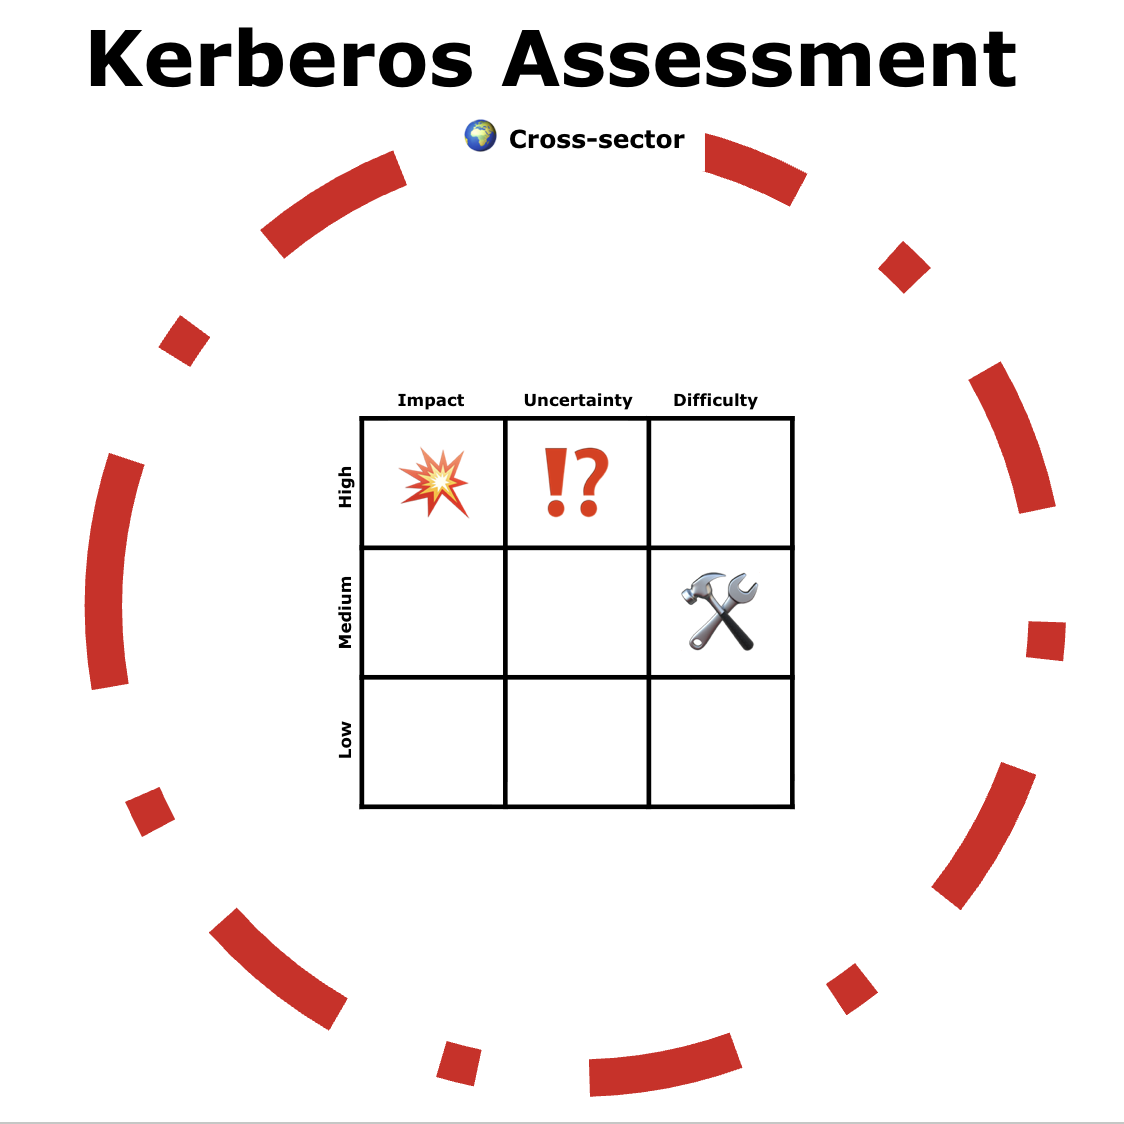 Kerberos Assessment
Cross-sector
Impact Uncertainty Difficulty
High
⁉
Medium
Low